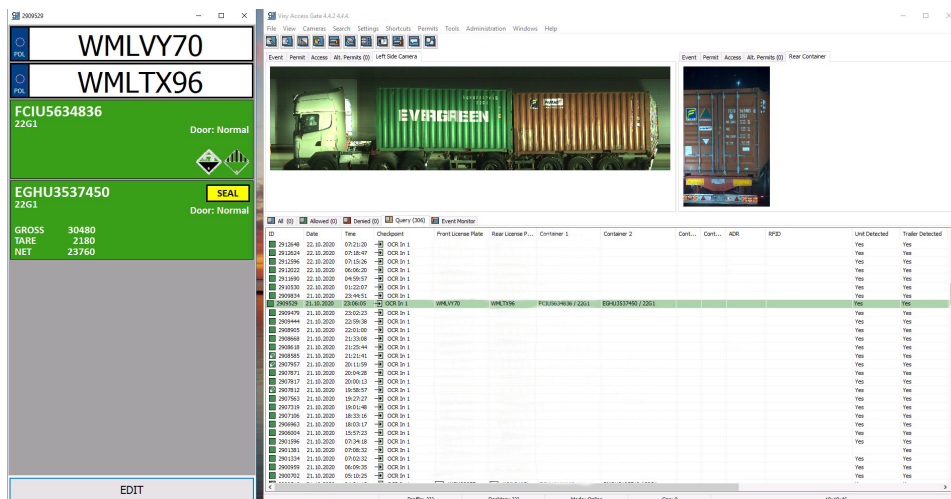 2909529
POL
WMLVY70
POL
WMLTX96
FCIU5634836
22G1
Door: Normal
EGHU3537450
SEAL
22G1
Door: Normal
GROSS 30480
TARE 2180
NET 23760
EDIT
Visy Access Gate 4.4.2
File View Cameras Search Settings Shortcuts Permits Tools Administration Windows Help
Event Permit Access Alt. Permits (0) Left Side Camera
EVERGREEN
Event Permit Access Alt. Permits (0) Rear Container
All (0) Allowed (0) Denied (0) Query (306) Event Monitor
ID Date Time Checkpoint Front License Plate Rear License P... Container 1 Container 2 Cont... Cont... ADR RFID Unit Detected Trailer Detected
2912648 22.10.2020 07:21:20 OCR In 1 Yes Yes
2912624 22.10.2020 07:18:47 OCR In 1 Yes Yes
2912596 22.10.2020 07:15:26 OCR In 1 Yes Yes
2912022 22.10.2020 06:06:20 OCR In 1 Yes Yes
2911690 22.10.2020 04:59:57 OCR In 1 Yes Yes
2910530 22.10.2020 01:22:07 OCR In 1 Yes Yes
2909834 21.10.2020 23:44:51 OCR In 1 Yes Yes
2909529 21.10.2020 23:06:05 OCR In 1 WMLVY70 WMLTX96 FCIU5634836 / 22G1 EGHU3537450 / 22G1 Yes Yes
2909479 21.10.2020 23:02:23 OCR In 1 Yes Yes
2909444 21.10.2020 22:59:38 OCR In 1 Yes Yes
2908905 21.10.2020 22:01:00 OCR In 1 Yes Yes
2908668 21.10.2020 21:33:08 OCR In 1 Yes Yes
2908618 21.10.2020 21:25:44 OCR In 1 Yes Yes
2908585 21.10.2020 21:21:41 OCR In 1 Yes Yes
2907957 21.10.2020 20:11:59 OCR In 1 Yes Yes
2907871 21.10.2020 20:04:28 OCR In 1 Yes Yes
2907817 21.10.2020 20:00:13 OCR In 1 Yes Yes
2907812 21.10.2020 19:58:57 OCR In 1 Yes Yes
2907563 21.10.2020 19:27:27 OCR In 1 Yes Yes
2907319 21.10.2020 19:01:48 OCR In 1 Yes Yes
2907106 21.10.2020 18:33:16 OCR In 1 Yes Yes
2906963 21.10.2020 18:03:17 OCR In 1 Yes Yes
2906004 21.10.2020 15:57:23 OCR In 1 Yes Yes
2901596 21.10.2020 07:34:18 OCR In 1 Yes Yes
2901381 21.10.2020 07:08:32 OCR In 1 Yes
2901334 21.10.2020 07:02:32 OCR In 1 Yes Yes
2900959 21.10.2020 06:09:35 OCR In 1 Yes Yes
2900702 21.10.2020 05:10:25 OCR In 1 Yes Yes